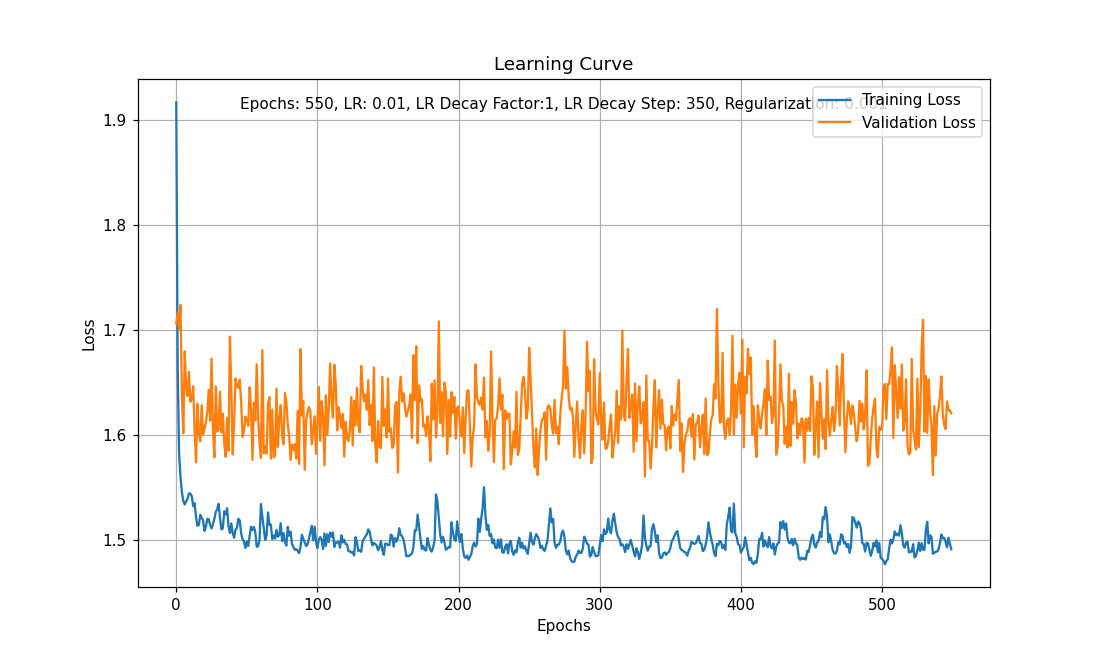 Learning Curve
Epochs: 550, LR: 0.01, LR Decay Factor:1, LR Decay Step: 350, Regularization: 0.001
Training Loss
Validation Loss
1.9
1.8
1.7
1.6
1.5
Loss
0 100 200 300 400 500
Epochs